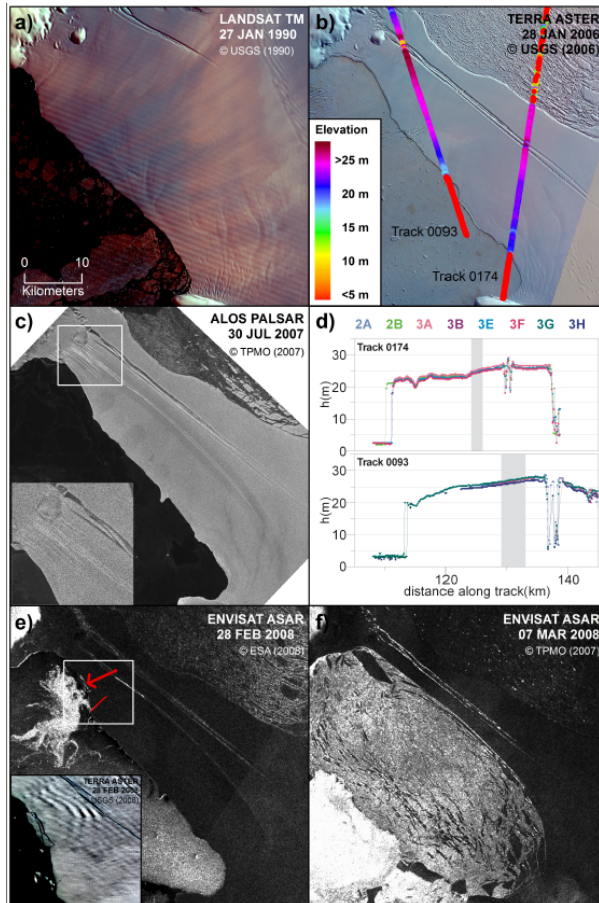 a)
LANDSAT TM
27 JAN 1990
© USGS (1990)
0 10
Kilometers
b)
TERRA ASTER
28 JAN 2006
© USGS (2006)
Elevation
>25 m
20 m
15 m
10 m
<5 m
Track 0093
Track 0174
c)
ALOS PALSAR
30 JUL 2007
© TPMO (2007)
d)
2A 2B 3A 3B 3E 3F 3G 3H
Track 0174
30
20
10
0
h(m)
Track 0093
30
20
10
0
h(m)
120 130 140
distance along track(km)
e)
ENVISAT ASAR
28 FEB 2008
© ESA (2008)
TERRA ASTER
28 FEB 2008
© USGS (2008)
f)
ENVISAT ASAR
07 MAR 2008
© TPMO (2007)